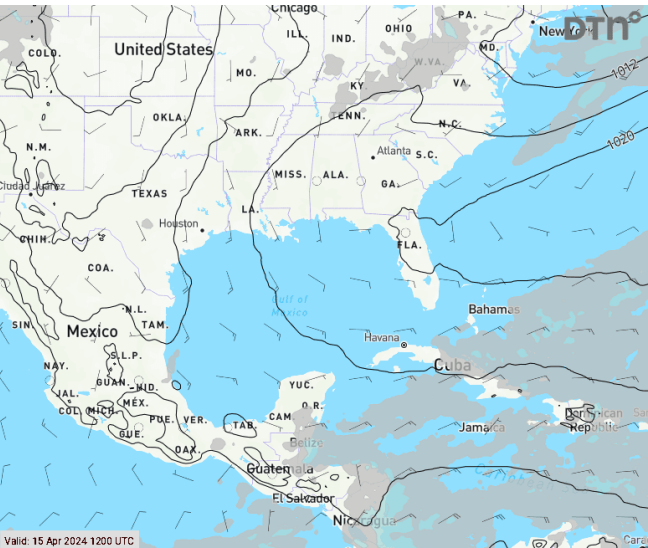 Chicago
PA.
OHIO
ILL.
IND.
New York
DTN
MD.
COLO.
United States
W.VA.
1012
MO.
KY.
VA.
OKLA.
TENN.
N.C.
ARK.
1020
N.M.
Atlanta
S.C.
MISS.
ALA.
GA.
Ciudad Juárez
TEXAS
LA.
Houston
CHIH.
FLA.
COA.
Gulf of
Mexico
N.L.
Bahamas
SIN.
Mexico
TAM.
Havana
S.L.P.
NAY.
Cuba
GUAN.
HID.
YUC.
JAL.
MÉX.
Q.R.
COL.
MICH.
PUE.
VER.
CAM.
Dominican
Republic
GUE.
TAB.
Jamaica
OAX.
Belize
Guatemala
El Salvador
Nicaragua
Valid: 15 Apr 2024 1200 UTC